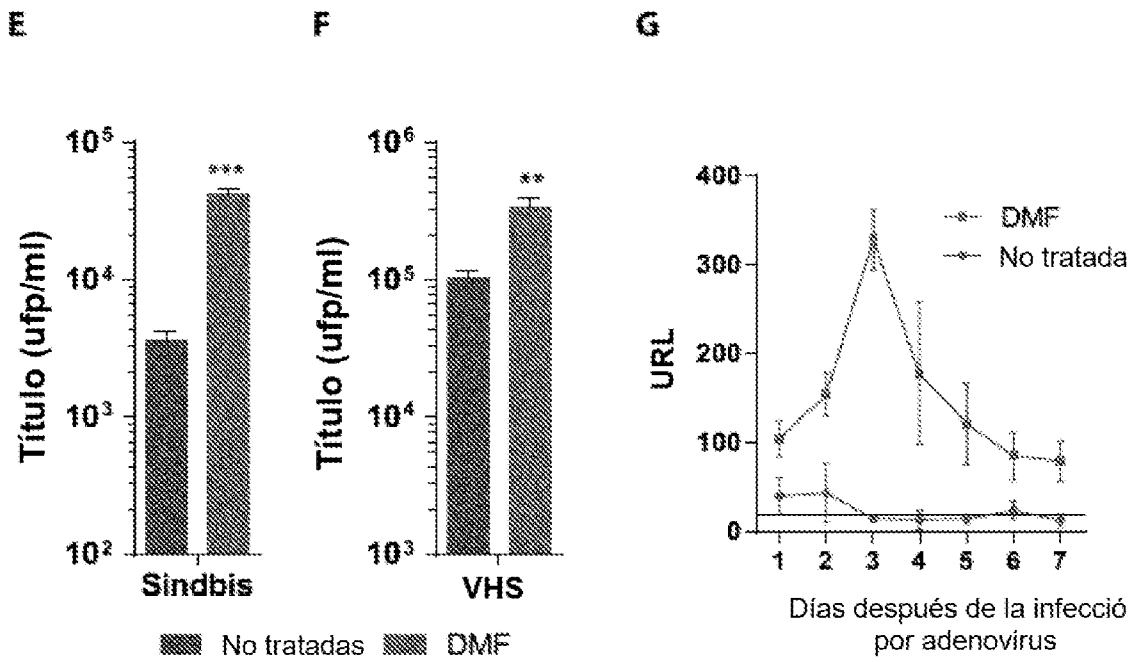 E
F
G
Título (ufp/ml)
10⁵
10⁴
10³
10²
***
Sindbis
Título (ufp/ml)
10⁶
10⁵
10⁴
10³
**
VHS
No tratadas
DMF
URL
400
300
200
100
0
DMF
No tratada
1 2 3 4 5 6 7
Días después de la infecció
por adenovirus